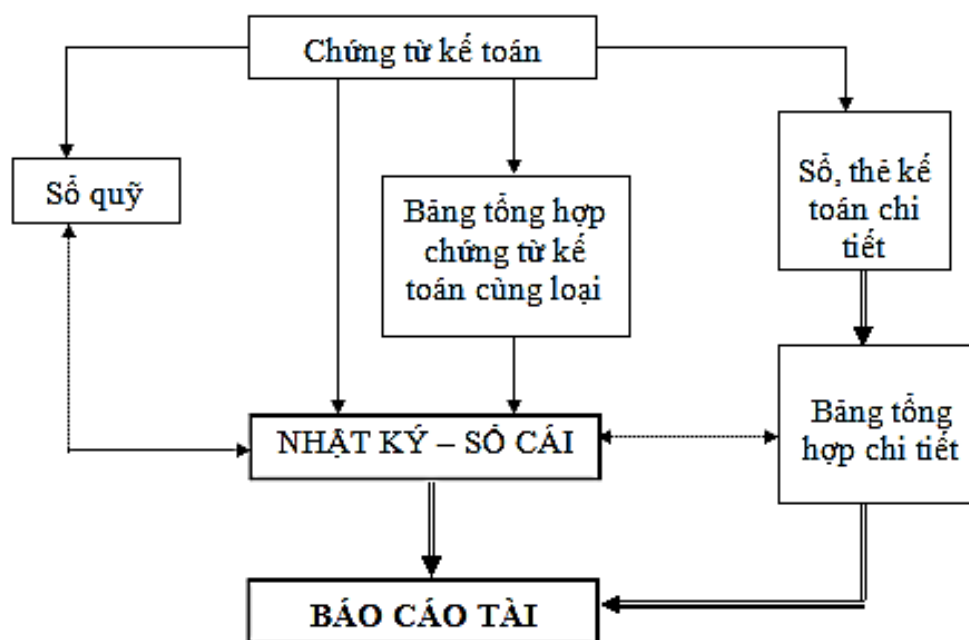 Chứng từ kế toán
Sổ quỹ
Bảng tổng hợp
chứng từ kế
toán cùng loại
Sổ, thẻ kế
toán chi
tiết
NHẬT KÝ – SỔ CÁI
Bảng tổng
hợp chi tiết
BÁO CÁO TÀI